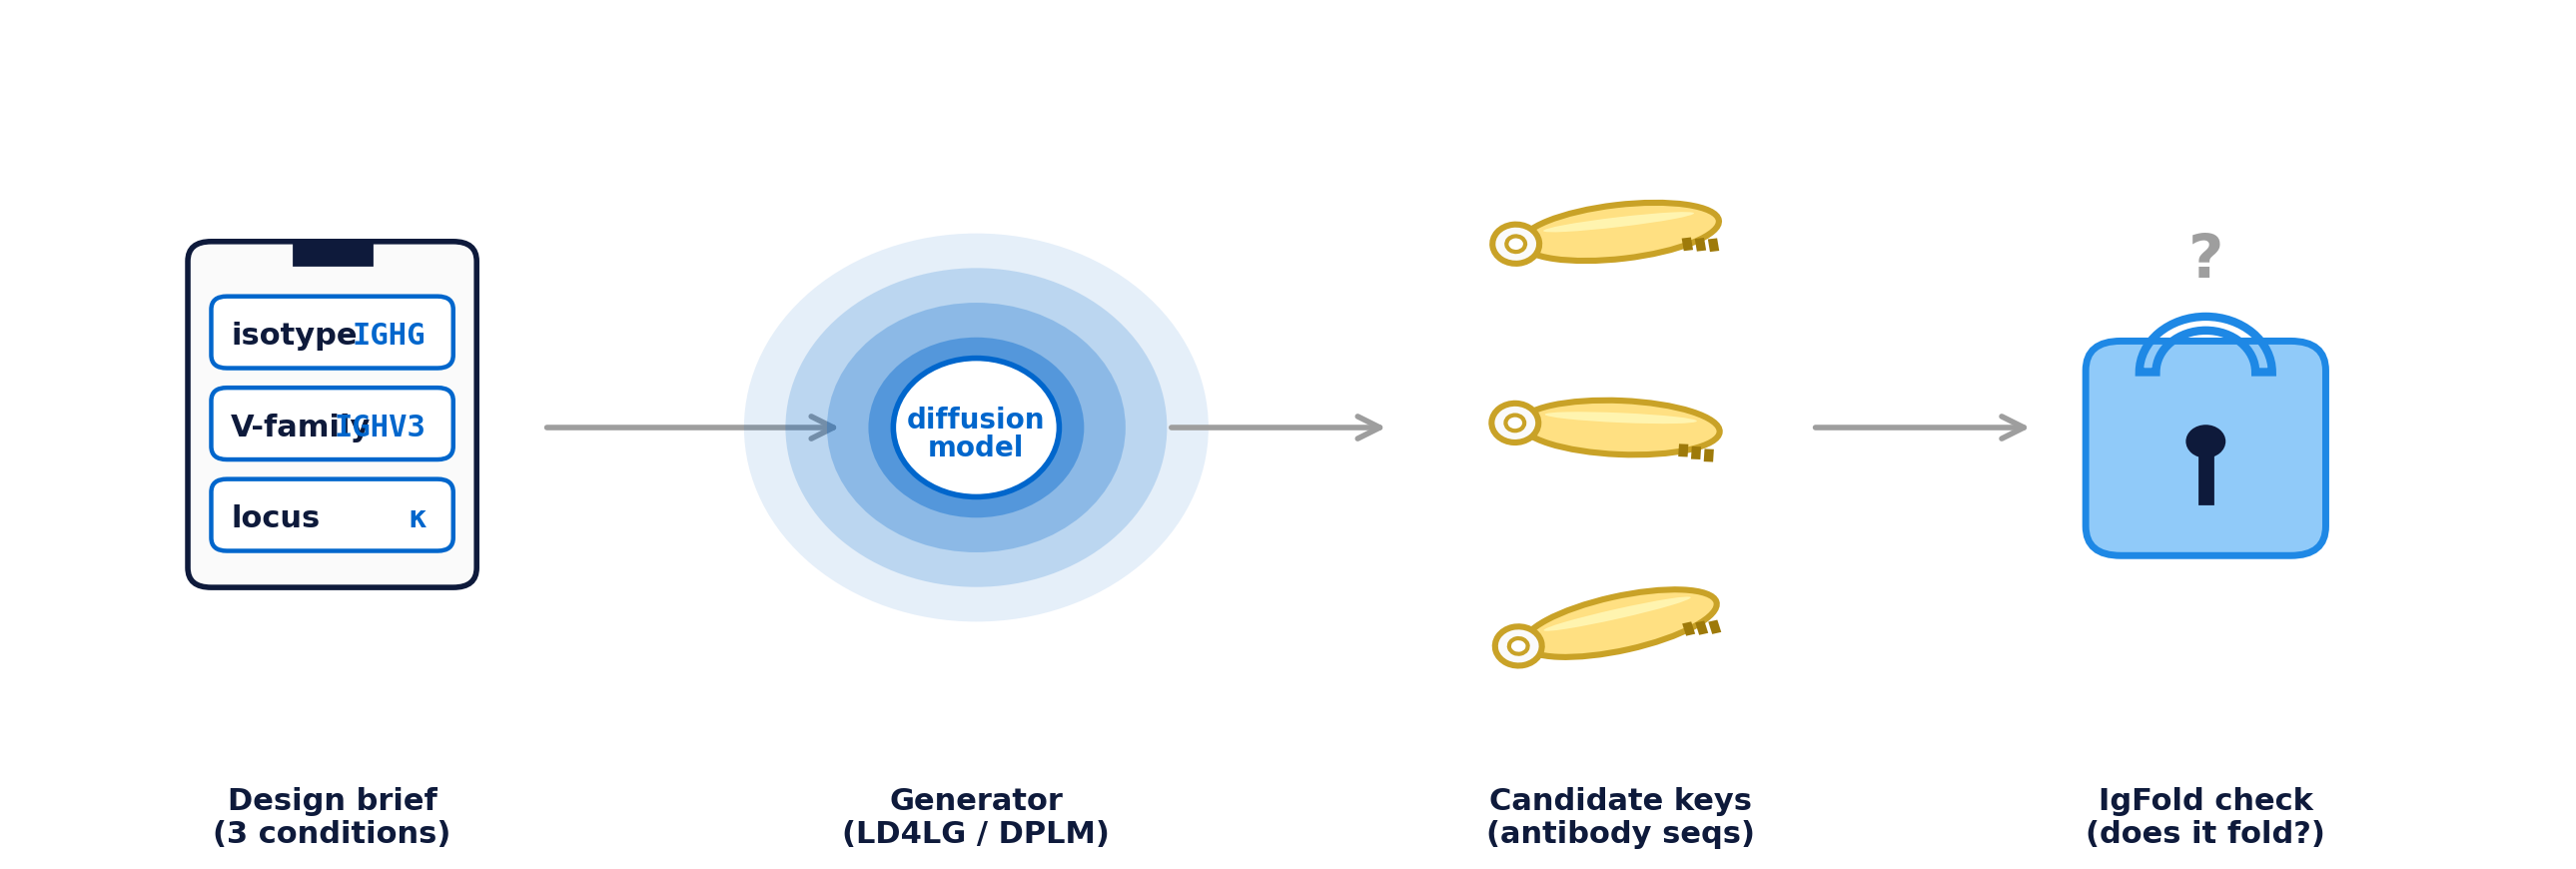 isotype IGHG
V-family IGHV3
locus κ
diffusion
model
?
Design brief
(3 conditions)
Generator
(LD4LG / DPLM)
Candidate keys
(antibody seqs)
IgFold check
(does it fold?)